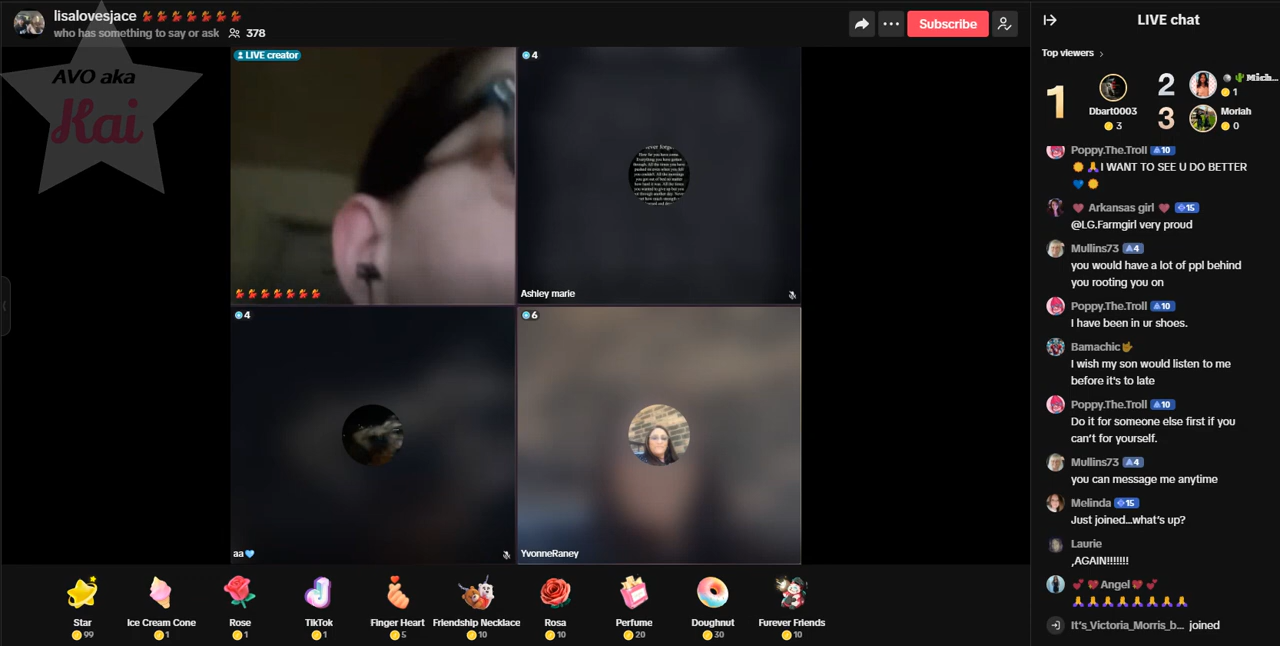 lisalovesjace
who has something to say or ask 378
Subscribe
AVO aka
Kai
LIVE creator
4
Ashley marie
4
aa
6
YvonneRaney
Star
99
Ice Cream Cone
1
Rose
1
TikTok
1
Finger Heart
5
Friendship Necklace
10
Rosa
10
Perfume
20
Doughnut
30
Furever Friends
10
LIVE chat
Top viewers
1
Dbart0003
3
2
Mich...
1
3
Moriah
0
Poppy.The.Troll 10
I WANT TO SEE U DO BETTER
Arkansas girl 15
@LG.Farmgirl very proud
Mullins73 4
you would have a lot of ppl behind
you rooting you on
Poppy.The.Troll 10
I have been in ur shoes.
Bamachic
I wish my son would listen to me
before it's to late
Poppy.The.Troll 10
Do it for someone else first if you
can't for yourself.
Mullins73 4
you can message me anytime
Melinda 15
Just joined...what's up?
Laurie
,AGAIN!!!!!!!
Angel
It's_Victoria_Morris_b... joined